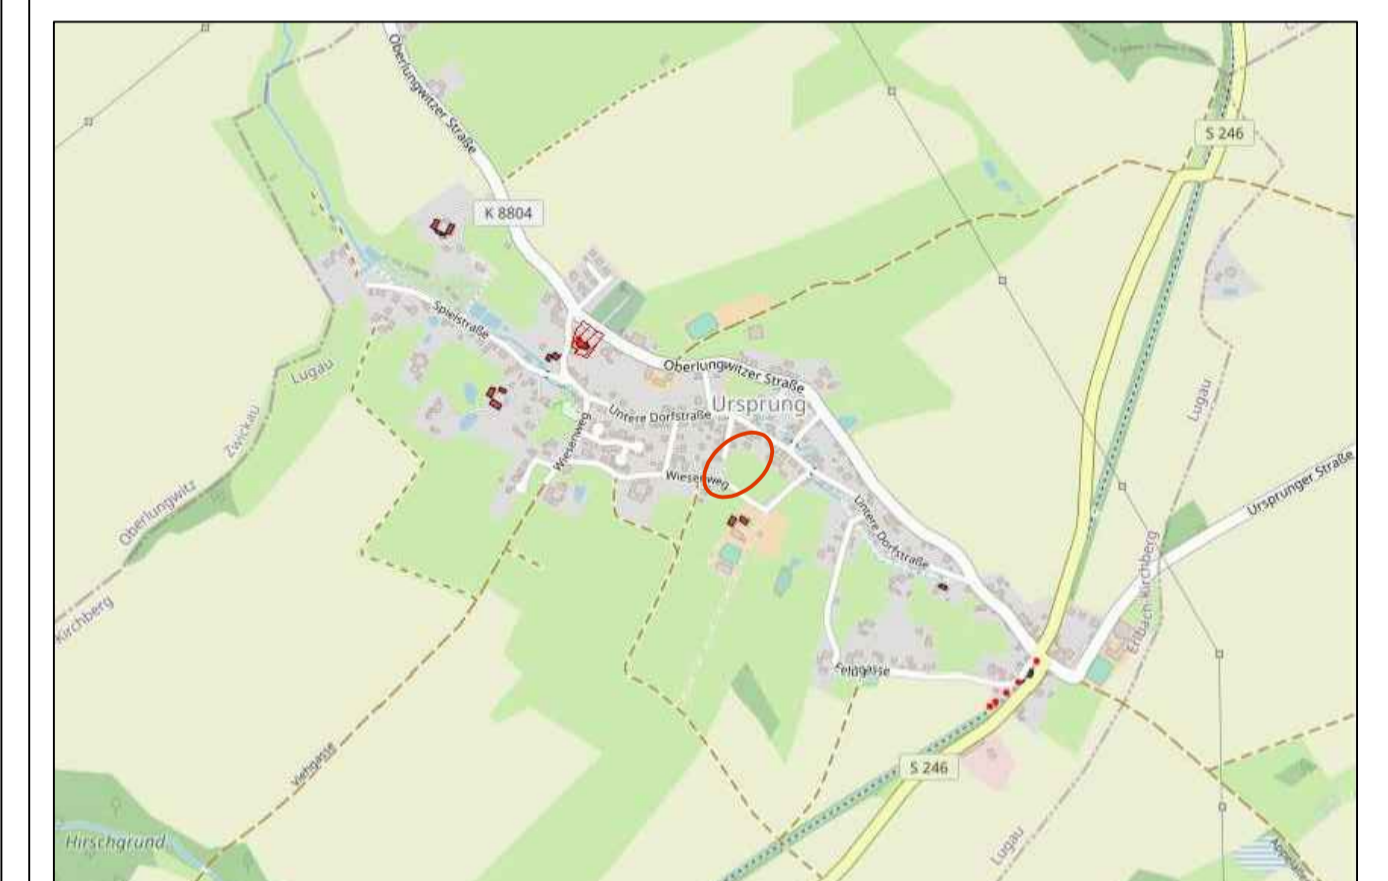 Oberlungwitzer Straße
S 246
K 8804
Spielstraße
Lugau
Oberlungwitzer Straße
Ursprung
Untere Dorfstraße
Zwickau
Wiesenweg
Lugau
Wiesenweg
Oberlungwitz
Ursprunger Straße
Untere Dorfstraße
Erlbach-Kirchberg
Kirchberg
Feldgasse
Viehgasse
S 246
Hirschgrund
Lugau